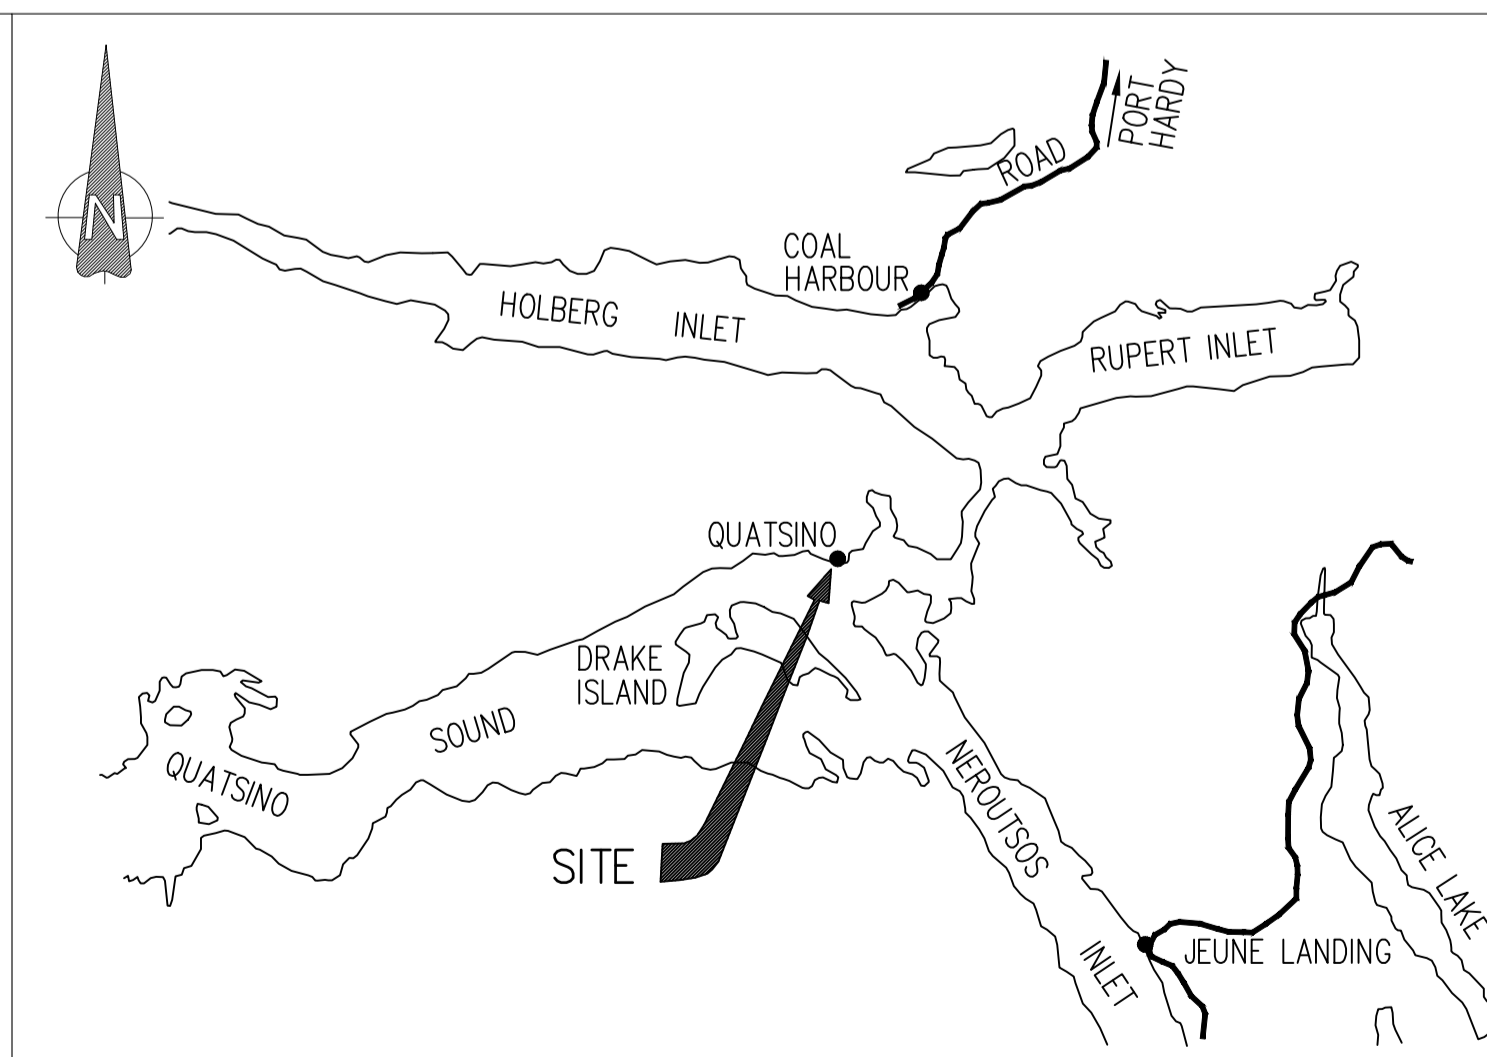 N
PORT
HARDY
ROAD
COAL
HARBOUR
HOLBERG INLET
RUPERT INLET
QUATSINO
DRAKE
ISLAND
SOUND
QUATSINO
NEROUTSOS
INLET
SITE
ALICE LAKE
JEUNE LANDING